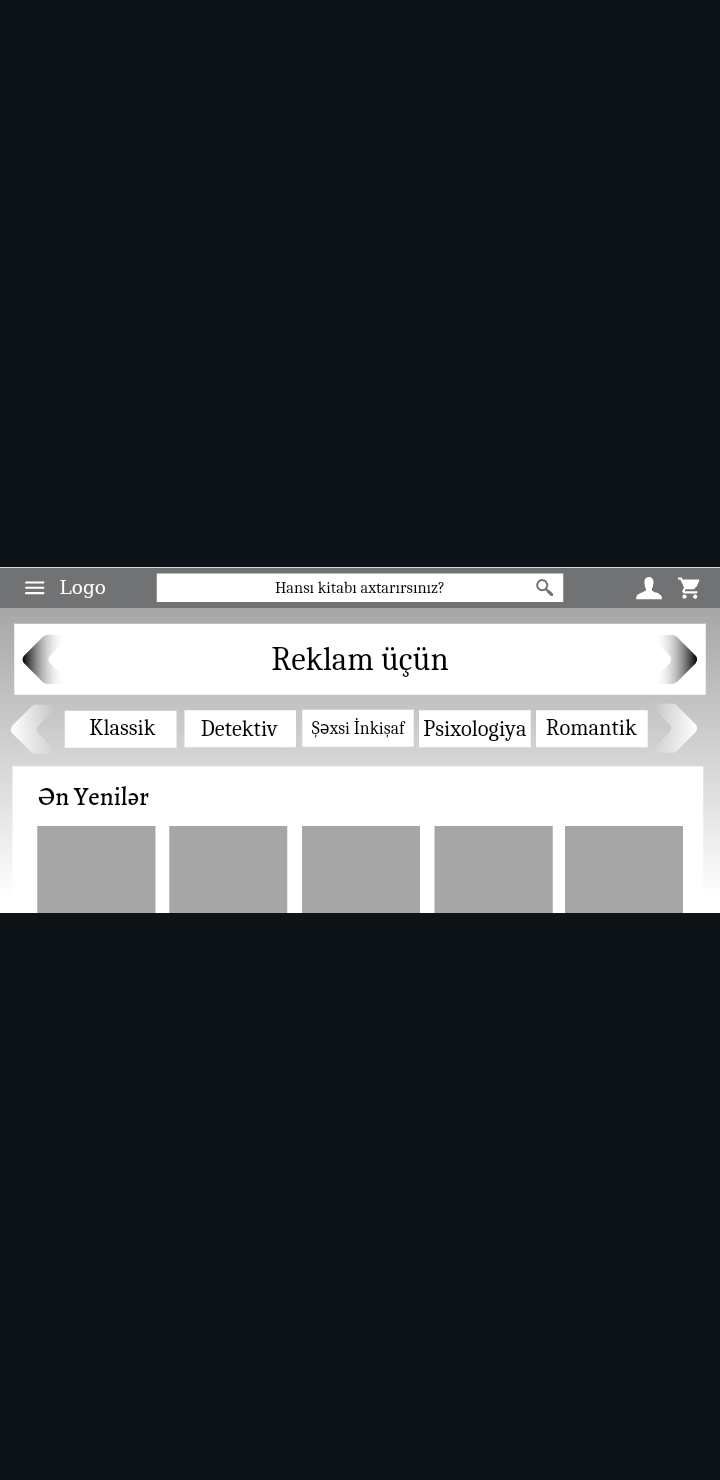 Logo
Hansı kitabı axtarırsınız?
Reklam üçün
Klassik
Detektiv
Şəxsi İnkişaf
Psixologiya
Romantik
Ən Yenilər